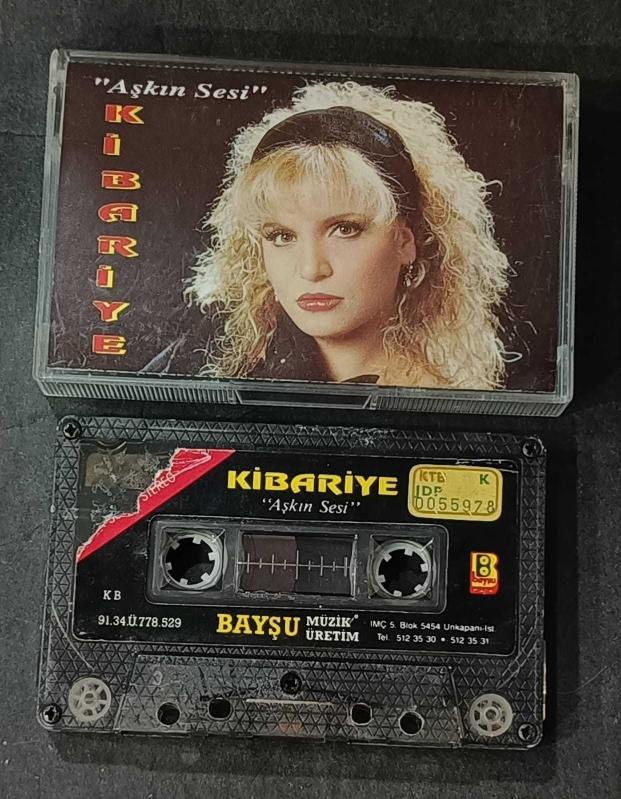 "Aşkın Sesi"
KİBARİYE
STEREO
KİBARİYE
"Aşkın Sesi"
KTB K
IDP
0055978
baysu
KB
91.34.Ü.778.529
BAYŞU MÜZİK ÜRETİM
İMÇ 5. Blok 5454 Unkapanı-İst.
Tel. 512 35 30 • 512 35 31